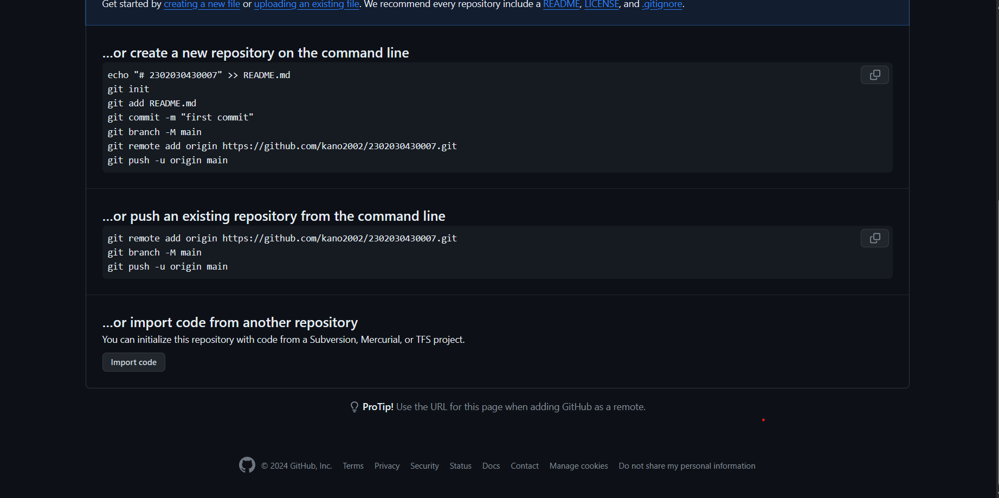 Get started by creating a new file or uploading an existing file. We recommend every repository include a README, LICENSE, and .gitignore.
...or create a new repository on the command line
echo "# 2302030430007" >> README.md
git init
git add README.md
git commit -m "first commit"
git branch -M main
git remote add origin https://github.com/kano2002/2302030430007.git
git push -u origin main
...or push an existing repository from the command line
git remote add origin https://github.com/kano2002/2302030430007.git
git branch -M main
git push -u origin main
...or import code from another repository
You can initialize this repository with code from a Subversion, Mercurial, or TFS project.
Import code
ProTip! Use the URL for this page when adding GitHub as a remote.
© 2024 GitHub, Inc. Terms Privacy Security Status Docs Contact Manage cookies Do not share my personal information